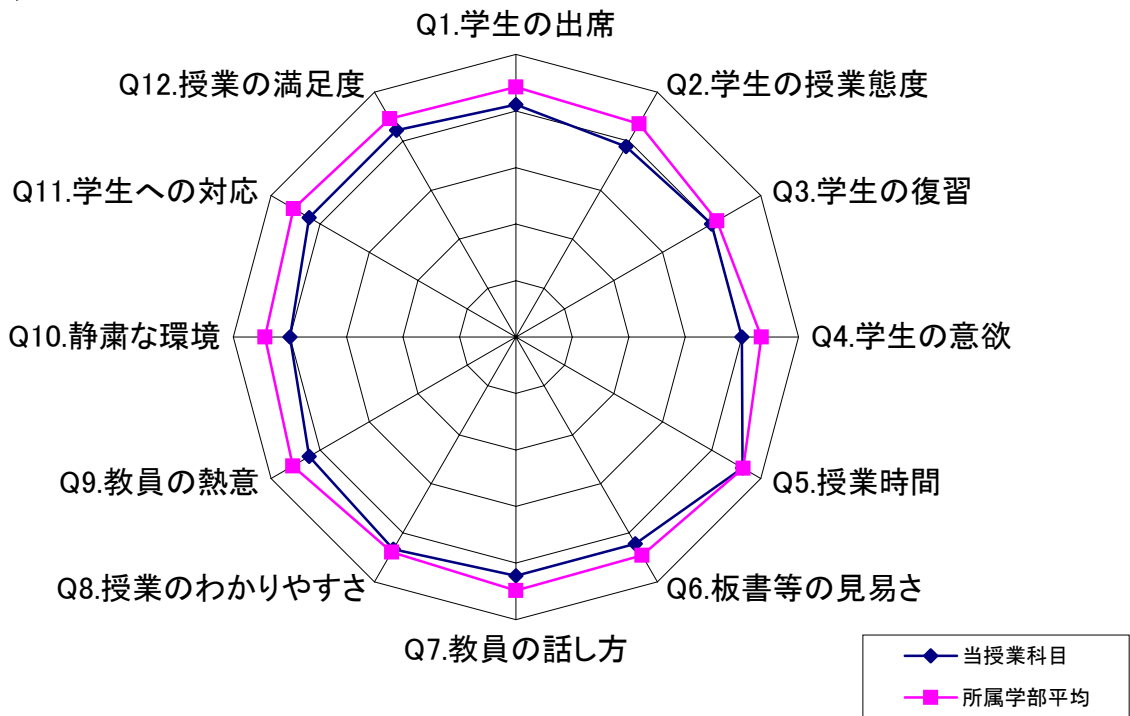 Q1.学生の出席
Q2.学生の授業態度
Q3.学生の復習
Q4.学生の意欲
Q5.授業時間
Q6.板書等の見易さ
Q7.教員の話し方
Q8.授業のわかりやすさ
Q9.教員の熱意
Q10.静粛な環境
Q11.学生への対応
Q12.授業の満足度
当授業科目
所属学部平均